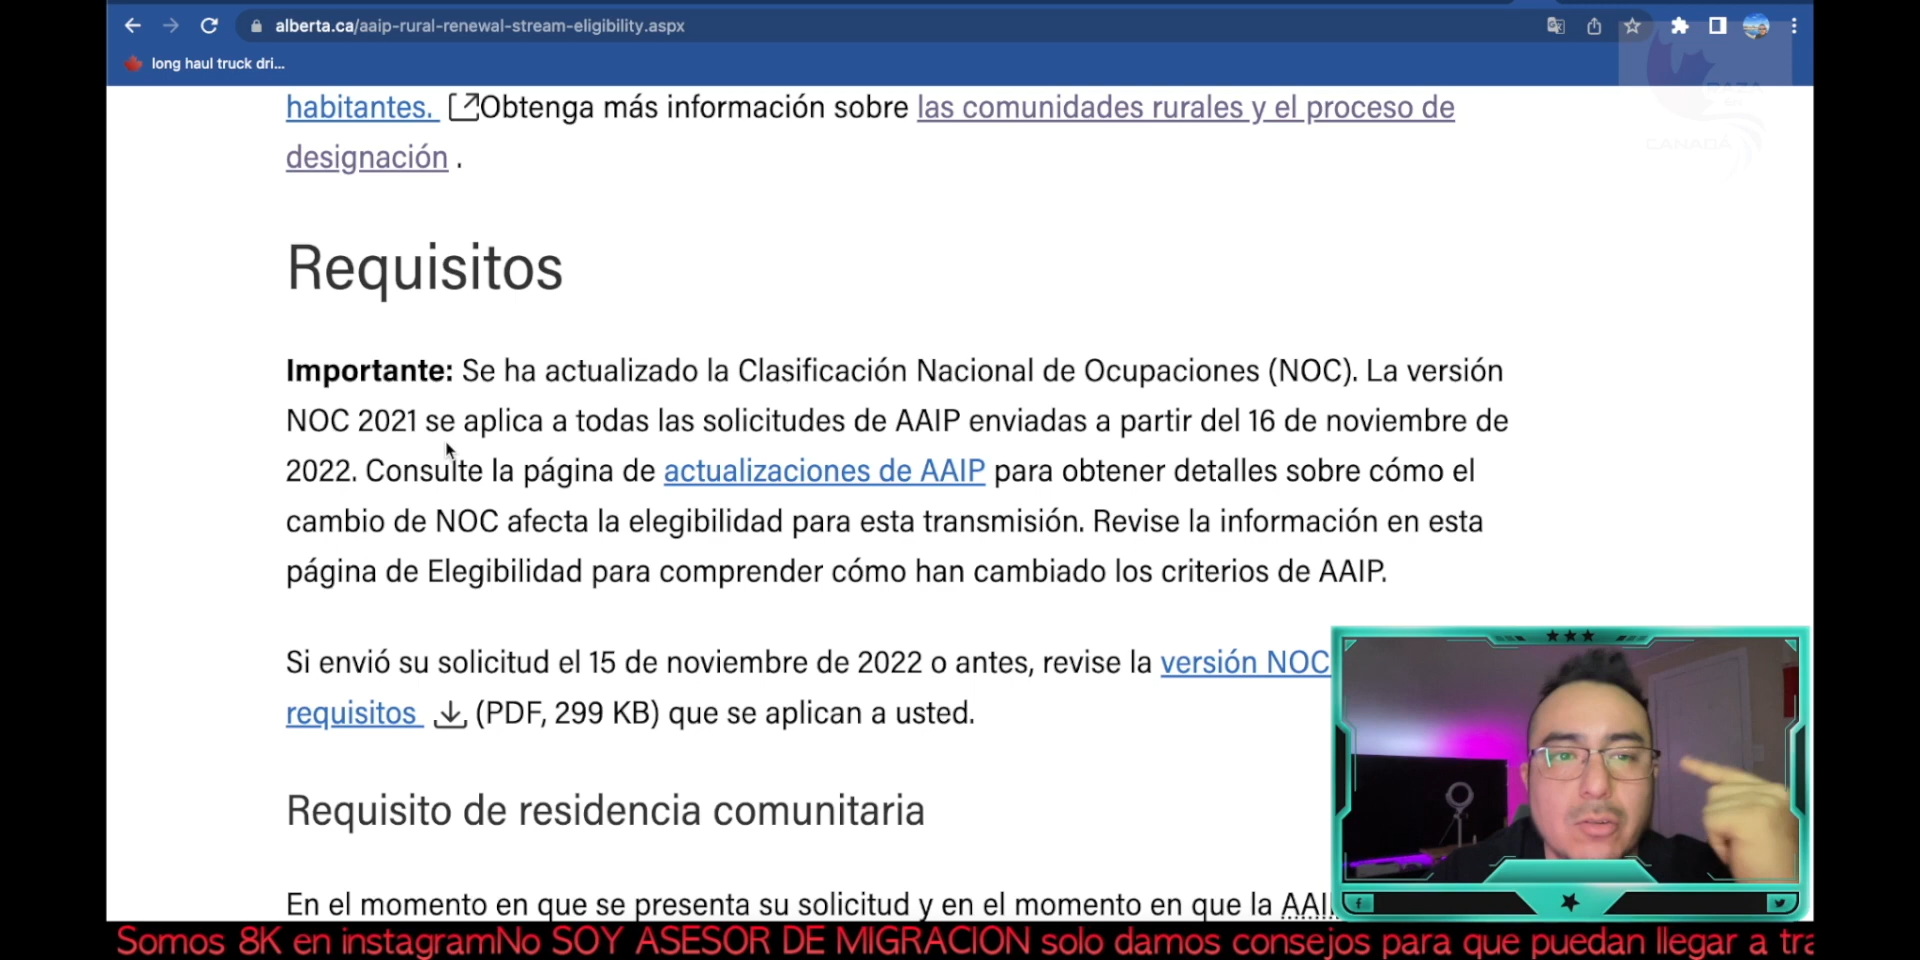 alberta.ca/aaip-rural-renewal-stream-eligibility.aspx
long haul truck dri...
habitantes. Obtenga más información sobre las comunidades rurales y el proceso de
designación .
CANADÁ
Requisitos
Importante: Se ha actualizado la Clasificación Nacional de Ocupaciones (NOC). La versión
NOC 2021 se aplica a todas las solicitudes de AAIP enviadas a partir del 16 de noviembre de
2022. Consulte la página de actualizaciones de AAIP para obtener detalles sobre cómo el
cambio de NOC afecta la elegibilidad para esta transmisión. Revise la información en esta
página de Elegibilidad para comprender cómo han cambiado los criterios de AAIP.
Si envió su solicitud el 15 de noviembre de 2022 o antes, revise la versión NOC
requisitos (PDF, 299 KB) que se aplican a usted.
Requisito de residencia comunitaria
En el momento en que se presenta su solicitud y en el momento en que la AAI
Somos 8K en instagramNo SOY ASESOR DE MIGRACION solo damos consejos para que puedan llegar a tra